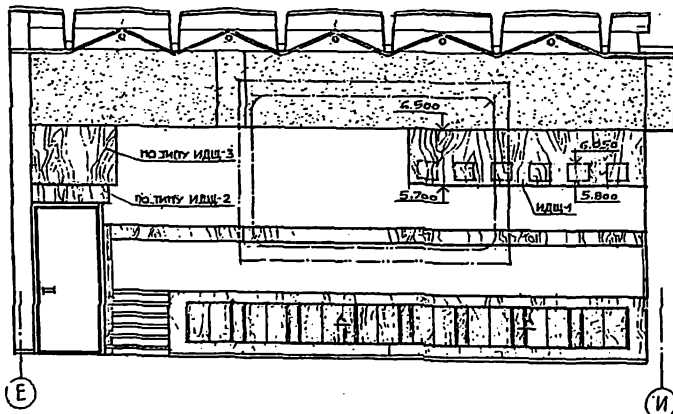 6.500
ПО ТИПУ ИДЩ-3
6.050
ПО ТИПУ ИДЩ-2
5.700
ИДЩ-1
5.800
Е
И